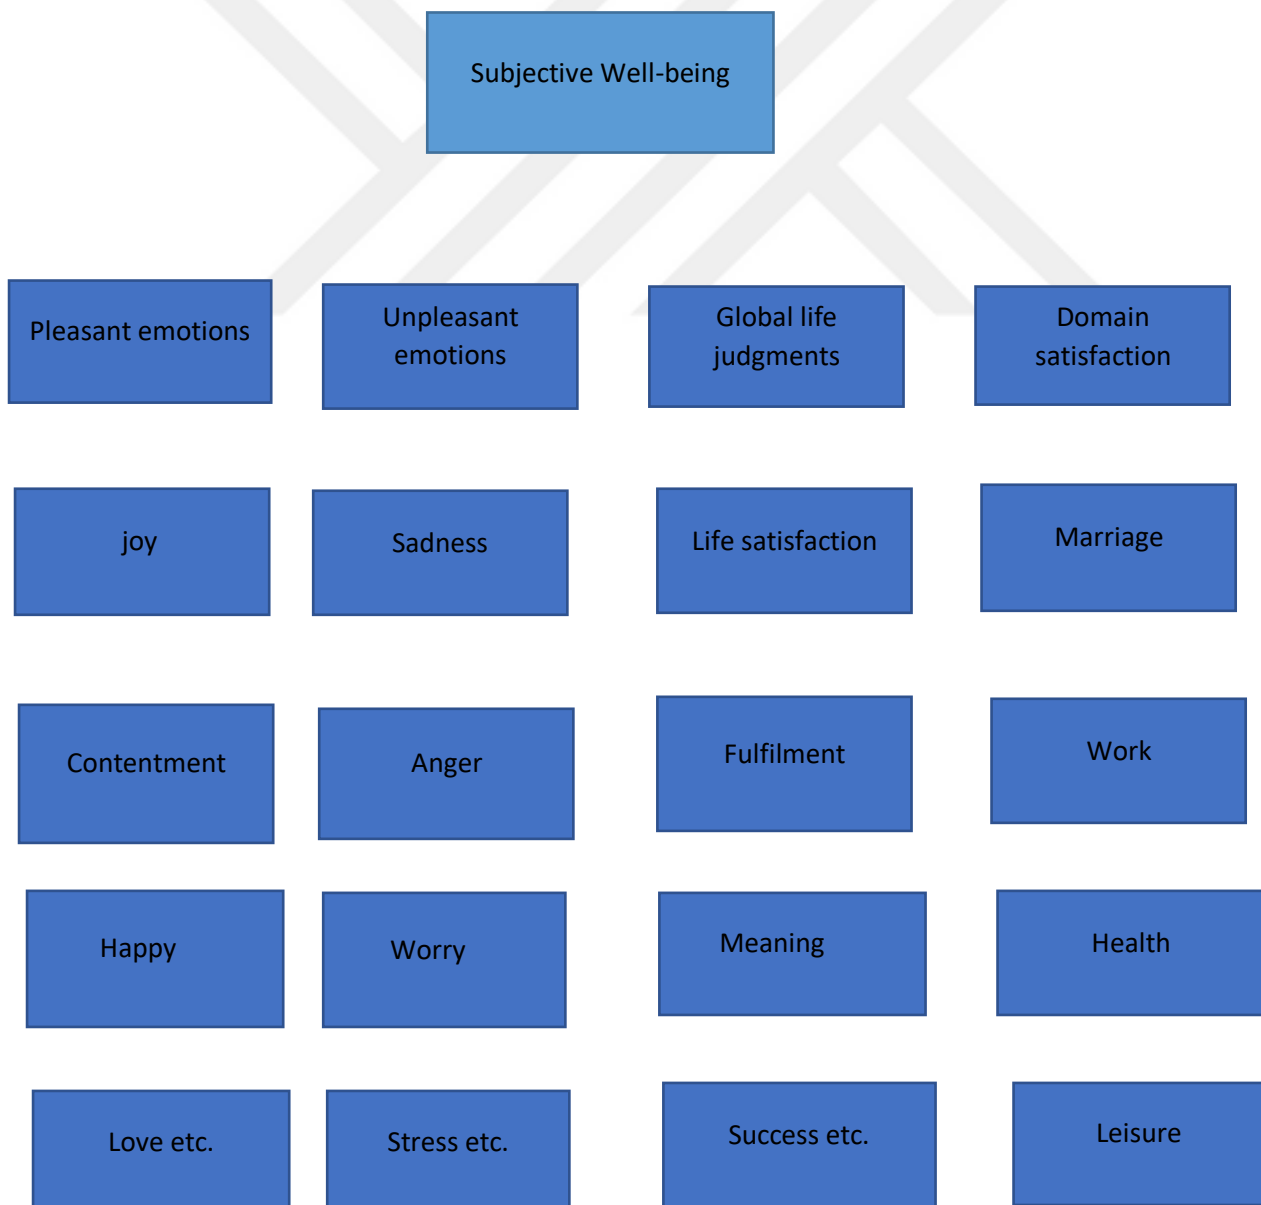 Subjective Well-being
Pleasant emotions
Unpleasant
emotions
Global life
judgments
Domain
satisfaction
joy
Sadness
Life satisfaction
Marriage
Contentment
Anger
Fulfilment
Work
Happy
Worry
Meaning
Health
Love etc.
Stress etc.
Success etc.
Leisure